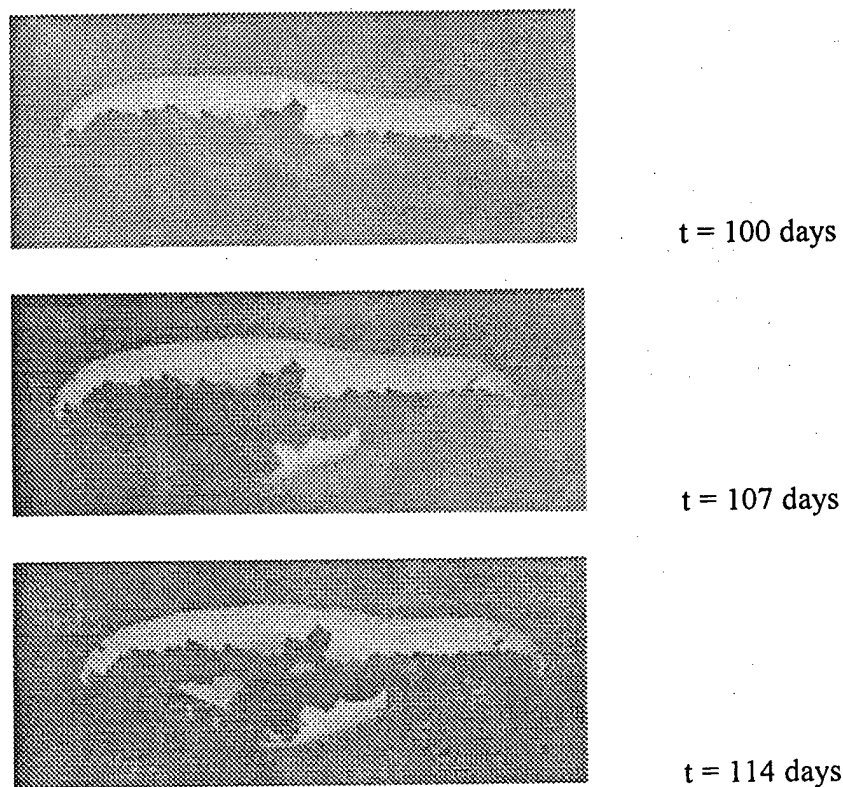 t = 100 days
t = 107 days
t = 114 days